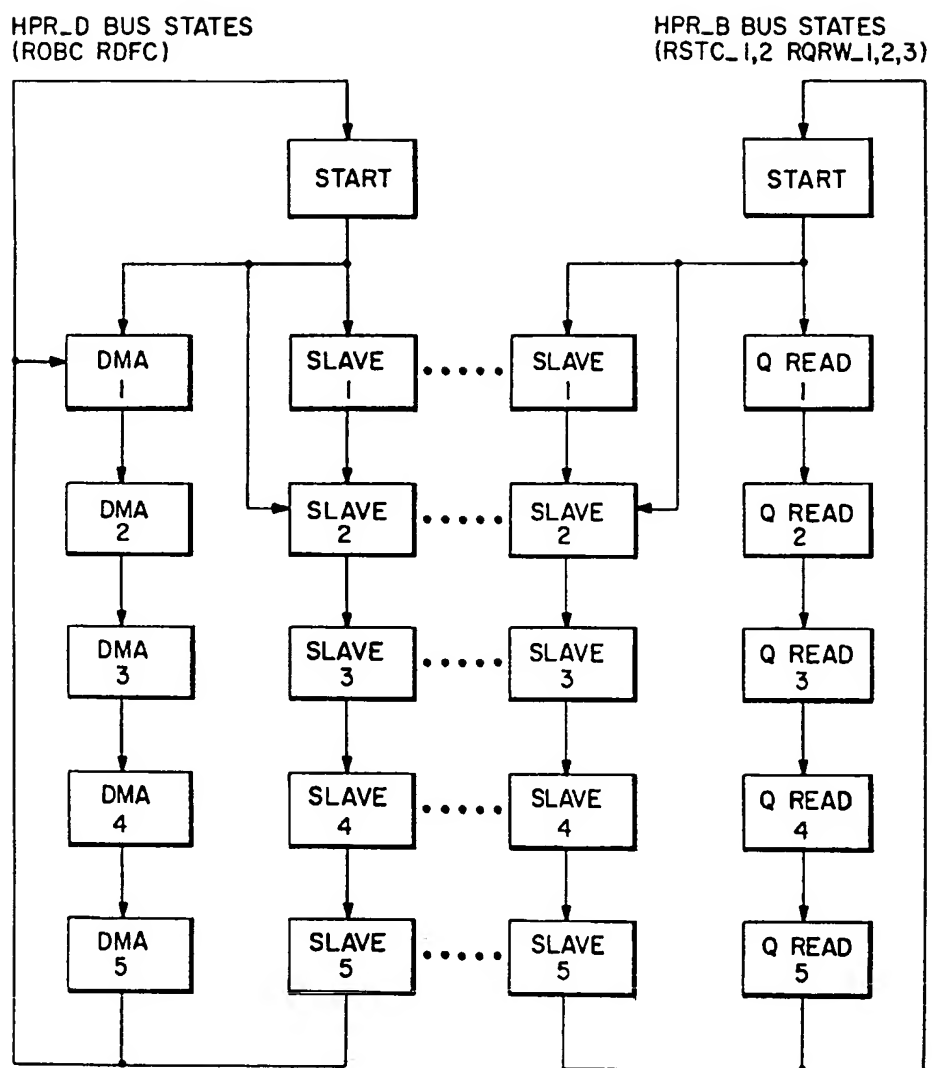 HPR_D BUS STATES
(ROBC RDFC)
HPR_B BUS STATES
(RSTC_1,2 RQRW_1,2,3)
START
START
DMA
1
SLAVE
1
SLAVE
1
Q READ
1
DMA
2
SLAVE
2
SLAVE
2
Q READ
2
DMA
3
SLAVE
3
SLAVE
3
Q READ
3
DMA
4
SLAVE
4
SLAVE
4
Q READ
4
DMA
5
SLAVE
5
SLAVE
5
Q READ
5